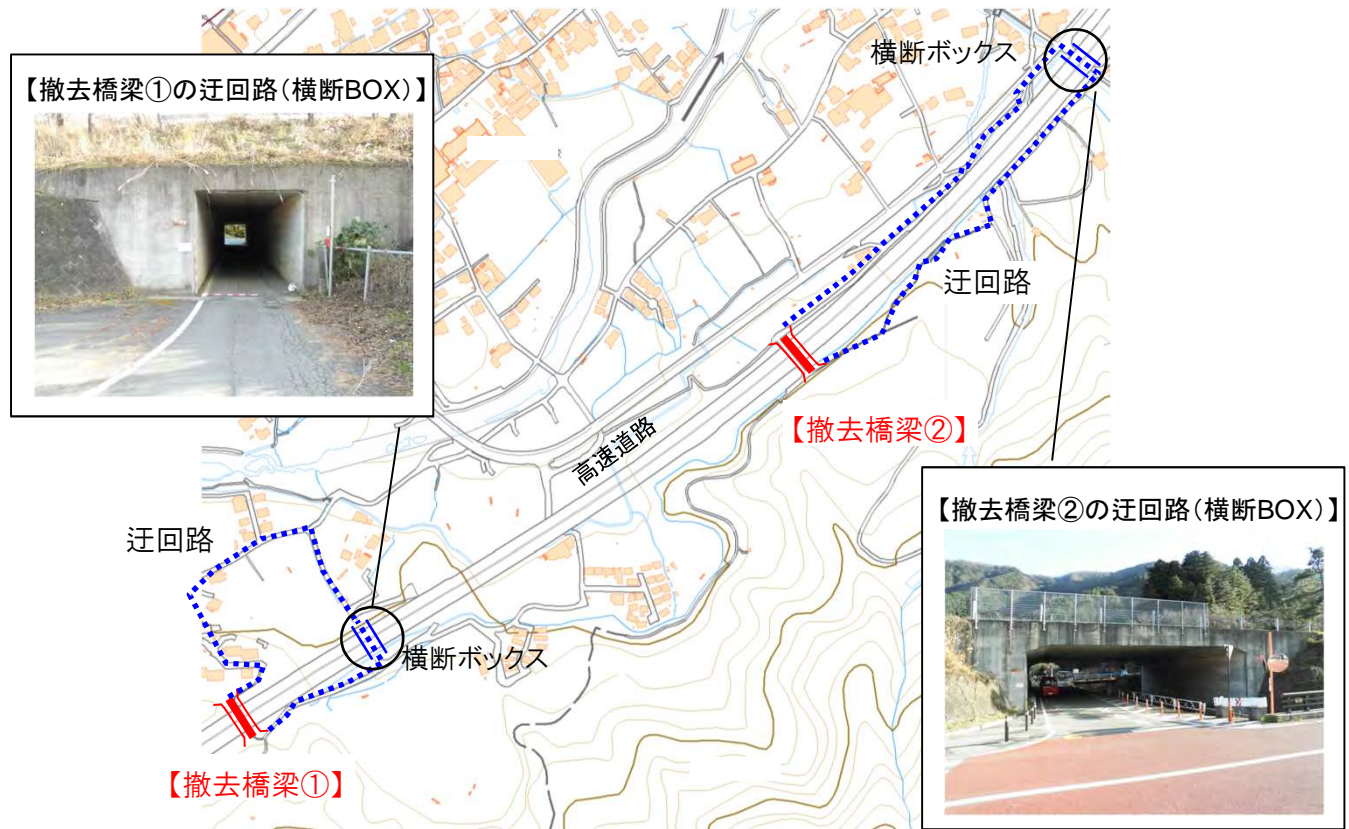 横断ボックス
【撤去橋梁①の迂回路(横断BOX)】
迂回路
【撤去橋梁②】
高速道路
【撤去橋梁②の迂回路(横断BOX)】
迂回路
横断ボックス
【撤去橋梁①】